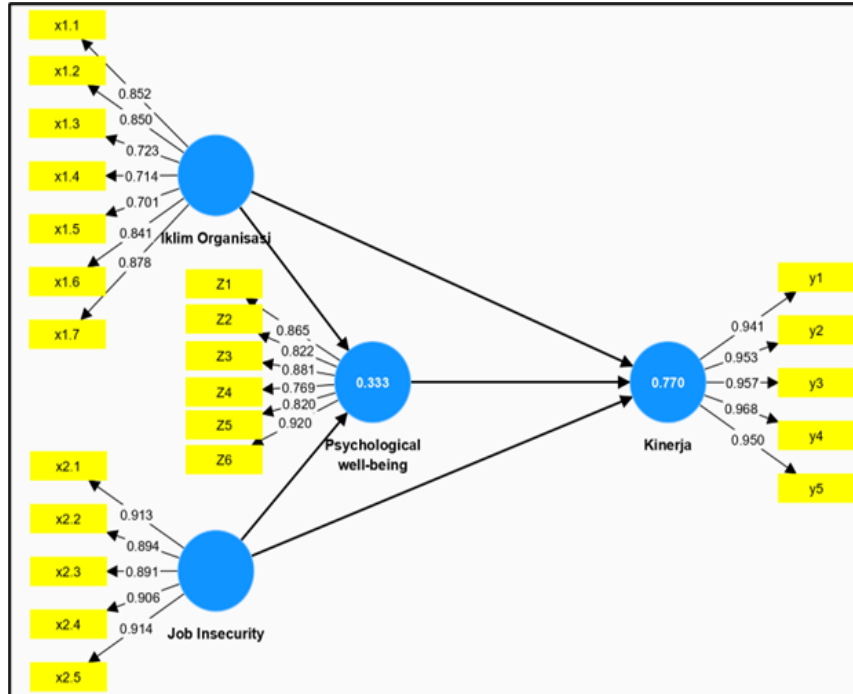 x1.1
x1.2
x1.3
x1.4
x1.5
x1.6
x1.7
0.852
0.850
0.723
0.714
0.701
0.841
0.878
Iklim Organisasi
Z1
Z2
Z3
Z4
Z5
Z6
0.865
0.822
0.881
0.769
0.820
0.920
0.333
Psychological
well-being
x2.1
x2.2
x2.3
x2.4
x2.5
0.913
0.894
0.891
0.906
0.914
Job Insecurity
0.770
Kinerja
0.941
0.953
0.957
0.968
0.950
y1
y2
y3
y4
y5